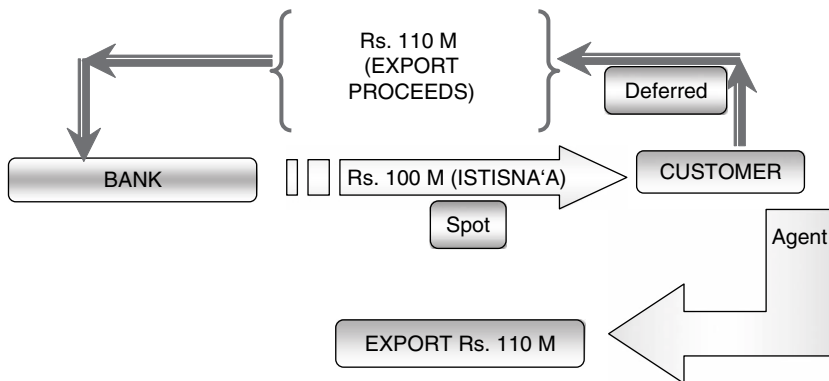 Rs. 110 M
(EXPORT
PROCEEDS)
Deferred
BANK
Rs. 100 M (ISTISNA‘A)
CUSTOMER
Spot
Agent
EXPORT Rs. 110 M